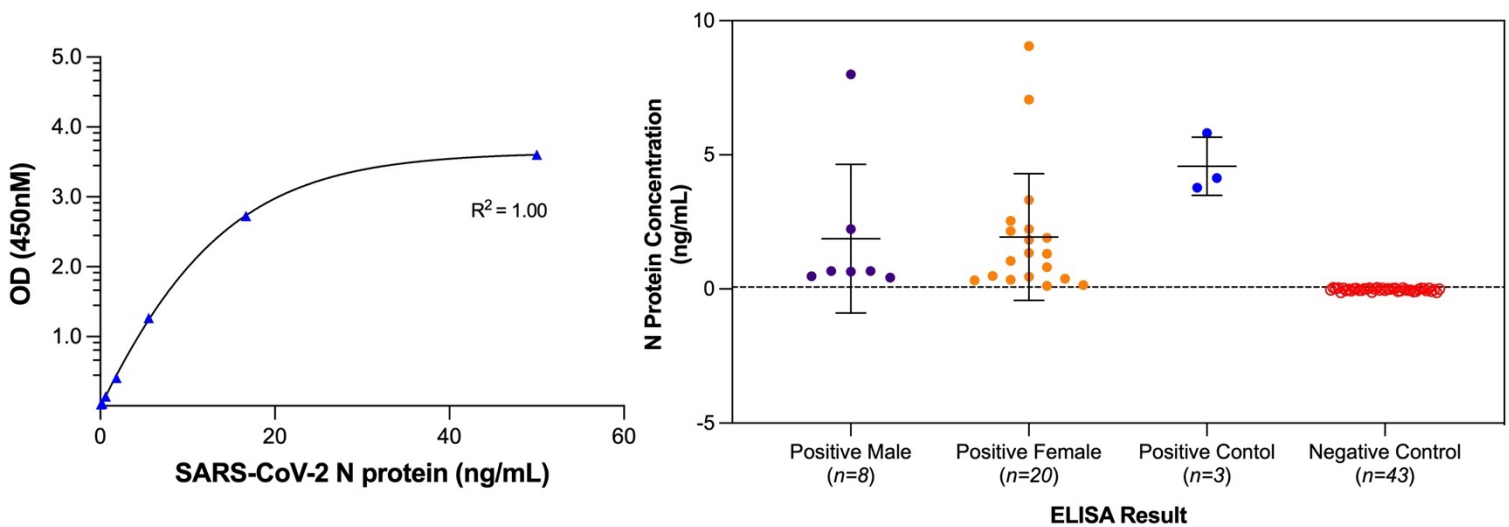 5.0
4.0
3.0
2.0
1.0
OD (450nM)
R² = 1.00
0 20 40 60
SARS-CoV-2 N protein (ng/mL)
10
5
0
-5
N Protein Concentration
(ng/mL)
Positive Male Positive Female Positive Contol Negative Control
(n=8) (n=20) (n=3) (n=43)
ELISA Result